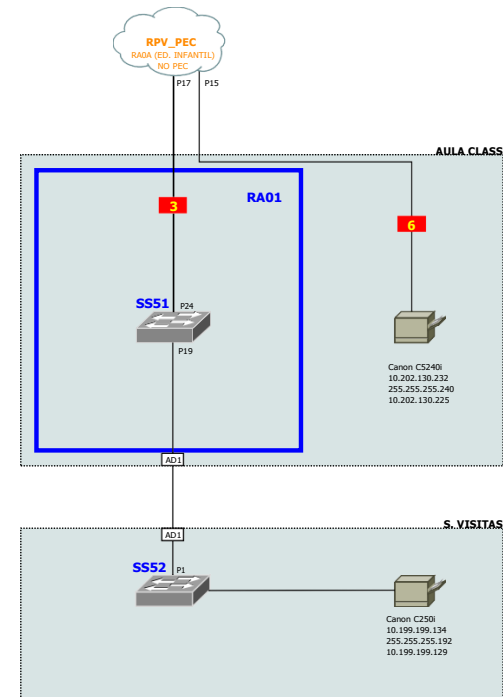 RPV_PEC
RA0A (ED. INFANTIL)
NO PEC
P17
P15
AULA CLASS
RA01
3
6
SS51
P24
P19
Canon C5240i
10.202.130.232
255.255.255.240
10.202.130.225
AD1
AD1
S. VISITAS
SS52
P1
Canon C250i
10.199.199.134
255.255.255.192
10.199.199.129